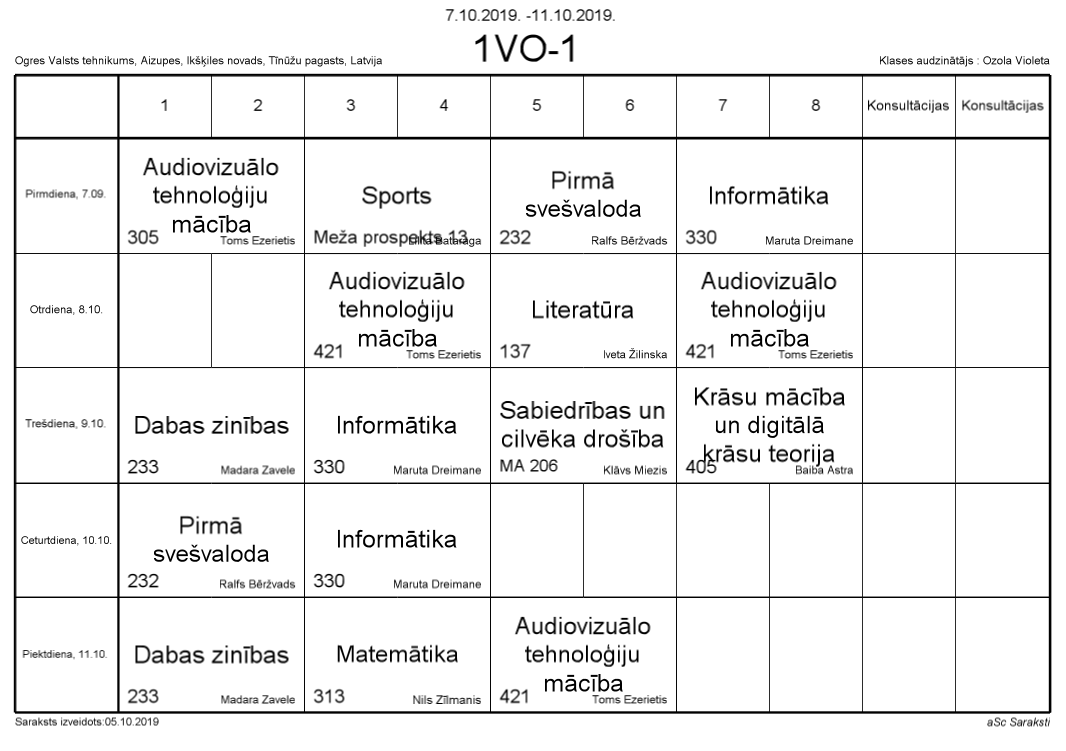 7.10.2019. -11.10.2019.
1VO-1
Ogres Valsts tehnikums, Aizupes, Ikšķiles novads, Tīnūžu pagasts, Latvija
Klases audzinātājs : Ozola Violeta
1 2 3 4 5 6 7 8 Konsultācijas Konsultācijas
Pirmdiena, 7.09.
Audiovizuālo
tehnoloģiju
mācība
305 Toms Ezerietis
Sports
Meža prospekts 13 Elita Bataraga
Pirmā
svešvaloda
232 Ralfs Bēržvads
Informātika
330 Maruta Dreimane
Otrdiena, 8.10.
Audiovizuālo
tehnoloģiju
mācība
421 Toms Ezerietis
Literatūra
137 Iveta Žilinska
Audiovizuālo
tehnoloģiju
mācība
421 Toms Ezerietis
Trešdiena, 9.10.
Dabas zinības
233 Madara Zavele
Informātika
330 Maruta Dreimane
Sabiedrības un
cilvēka drošība
MA 206 Klāvs Miezis
Krāsu mācība
un digitālā
krāsu teorija
405 Baiba Astra
Ceturtdiena, 10.10.
Pirmā
svešvaloda
232 Ralfs Bēržvads
Informātika
330 Maruta Dreimane
Piektdiena, 11.10.
Dabas zinības
233 Madara Zavele
Matemātika
313 Nils Zīlmanis
Audiovizuālo
tehnoloģiju
mācība
421 Toms Ezerietis
Saraksts izveidots:05.10.2019
aSc Saraksti